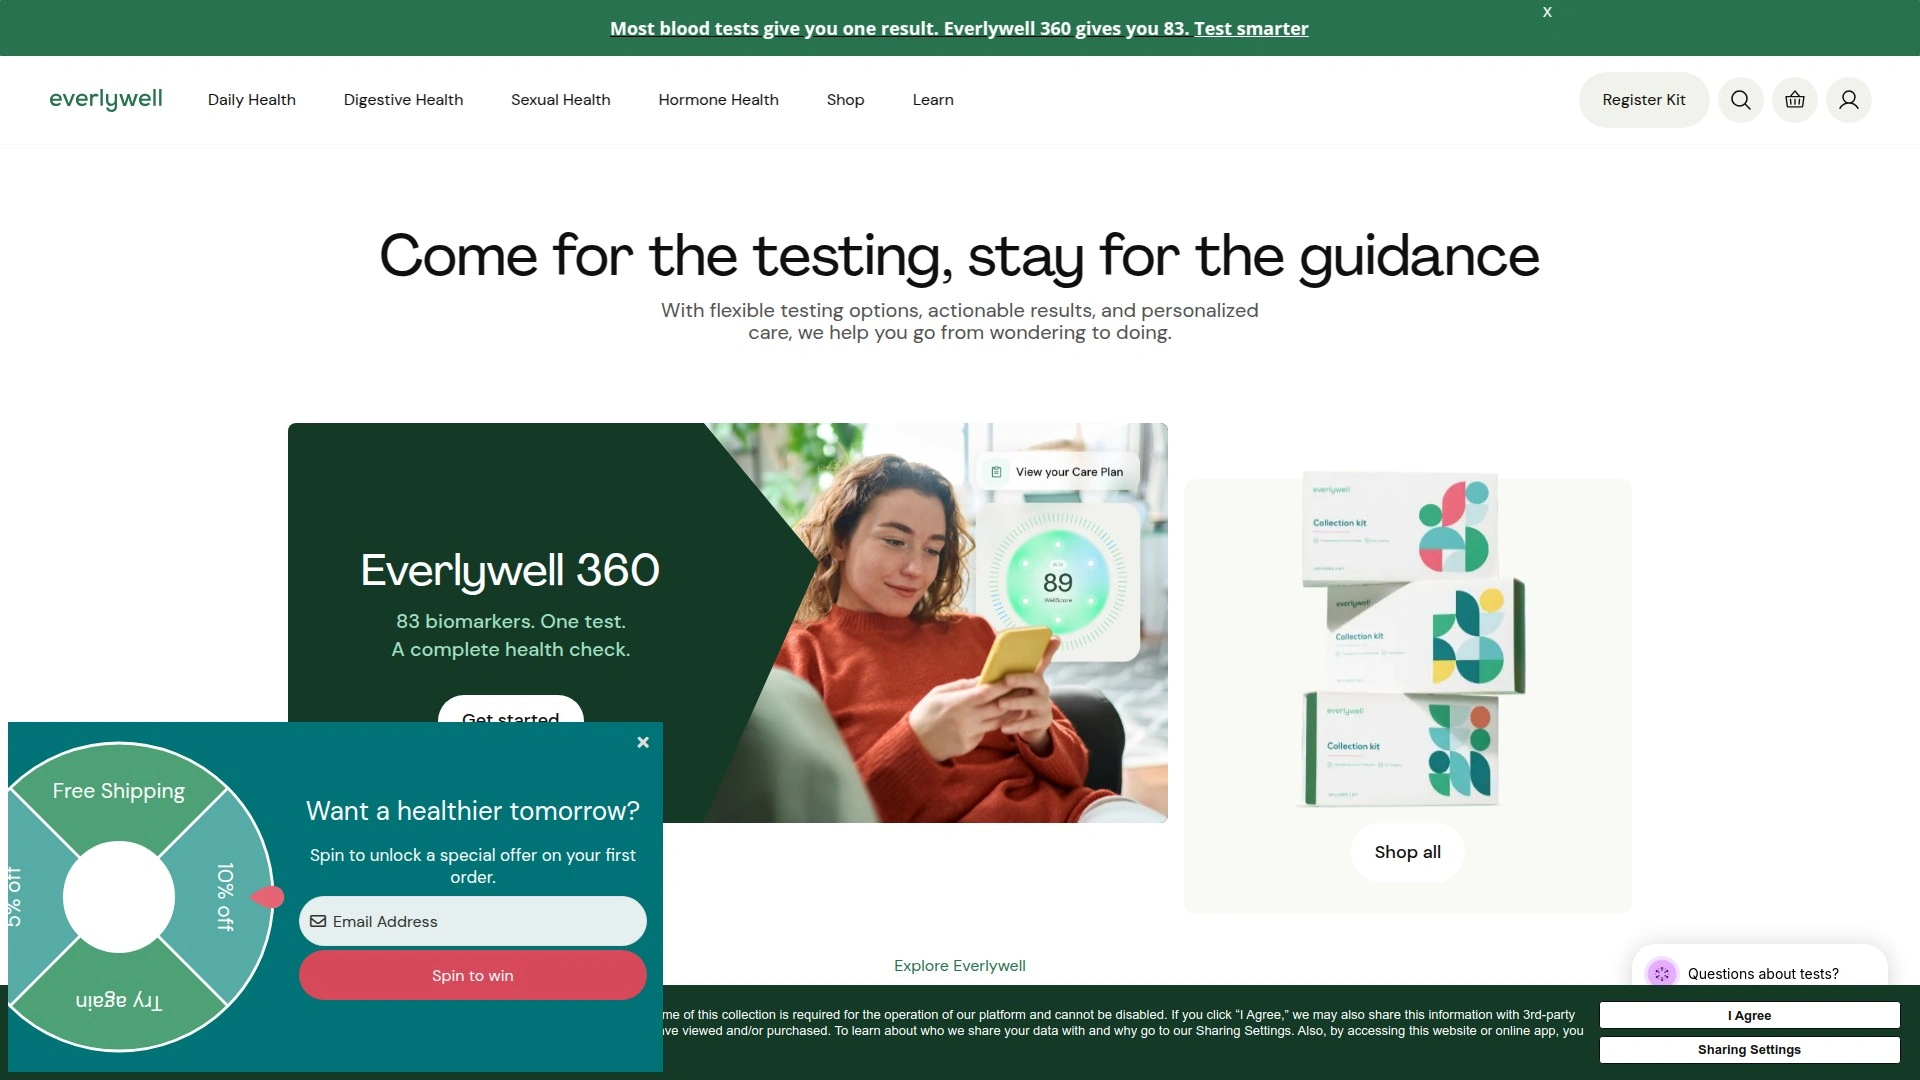 Most blood tests give you one result. Everlywell 360 gives you 83. Test smarter
x
everlywell
Daily Health
Digestive Health
Sexual Health
Hormone Health
Shop
Learn
Register Kit
Come for the testing, stay for the guidance
With flexible testing options, actionable results, and personalized
care, we help you go from wondering to doing.
Everlywell 360
83 biomarkers. One test.
A complete health check.
Get started
View your Care Plan
89
WellScore
everlywell
Collection kit
everlywell
Collection kit
everlywell
Collection kit
Shop all
×
Free Shipping
10% off
Try again
5% off
Want a healthier tomorrow?
Spin to unlock a special offer on your first
order.
Email Address
Spin to win
Explore Everlywell
Questions about tests?
me of this collection is required for the operation of our platform and cannot be disabled. If you click “I Agree,” we may also share this information with 3rd-party
ve viewed and/or purchased. To learn about who we share your data with and why go to our Sharing Settings. Also, by accessing this website or online app, you
I Agree
Sharing Settings